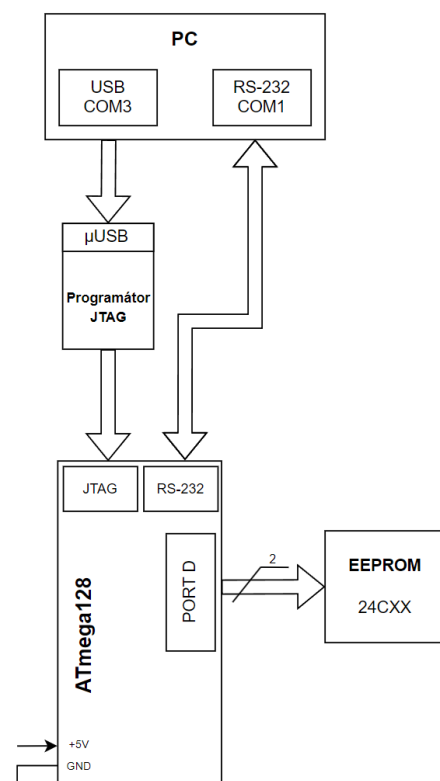 PC
USB
COM3
RS-232
COM1
µUSB
Programátor
JTAG
JTAG
RS-232
PORT D
2
EEPROM
24CXX
ATmega128
+5V
GND